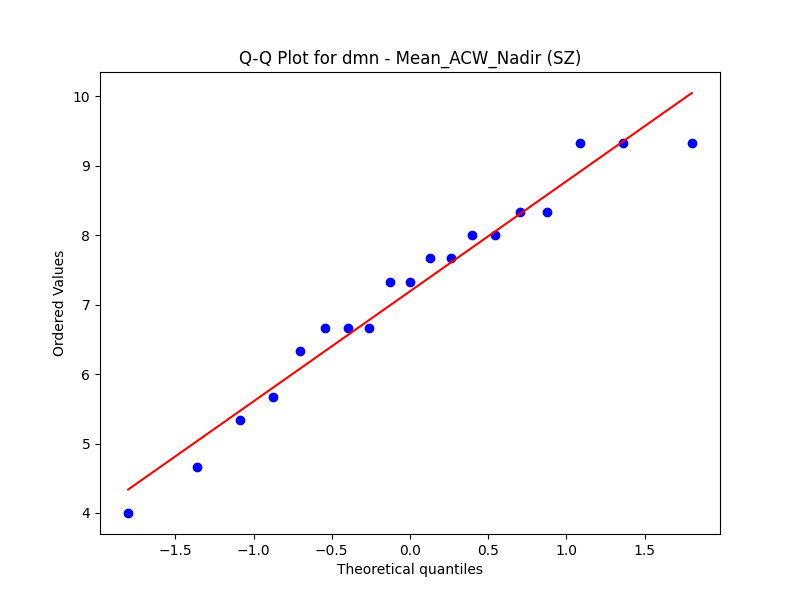 Q-Q Plot for dmn - Mean_ACW_Nadir (SZ)
10
9
8
7
6
5
4
Ordered Values
−1.5 −1.0 −0.5 0.0 0.5 1.0 1.5
Theoretical quantiles